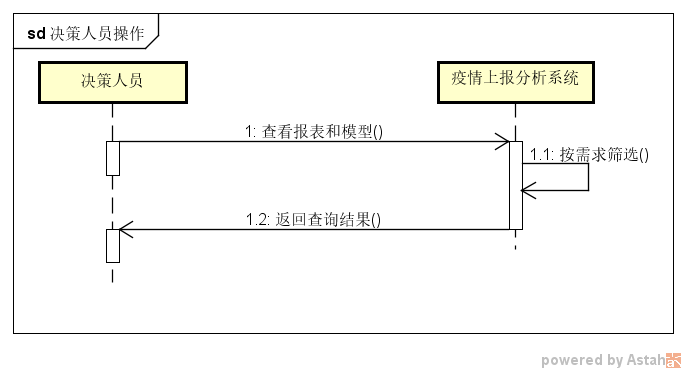 sd 决策人员操作
决策人员
疫情上报分析系统
1: 查看报表和模型()
1.1: 按需求筛选()
1.2: 返回查询结果()
powered by Astah